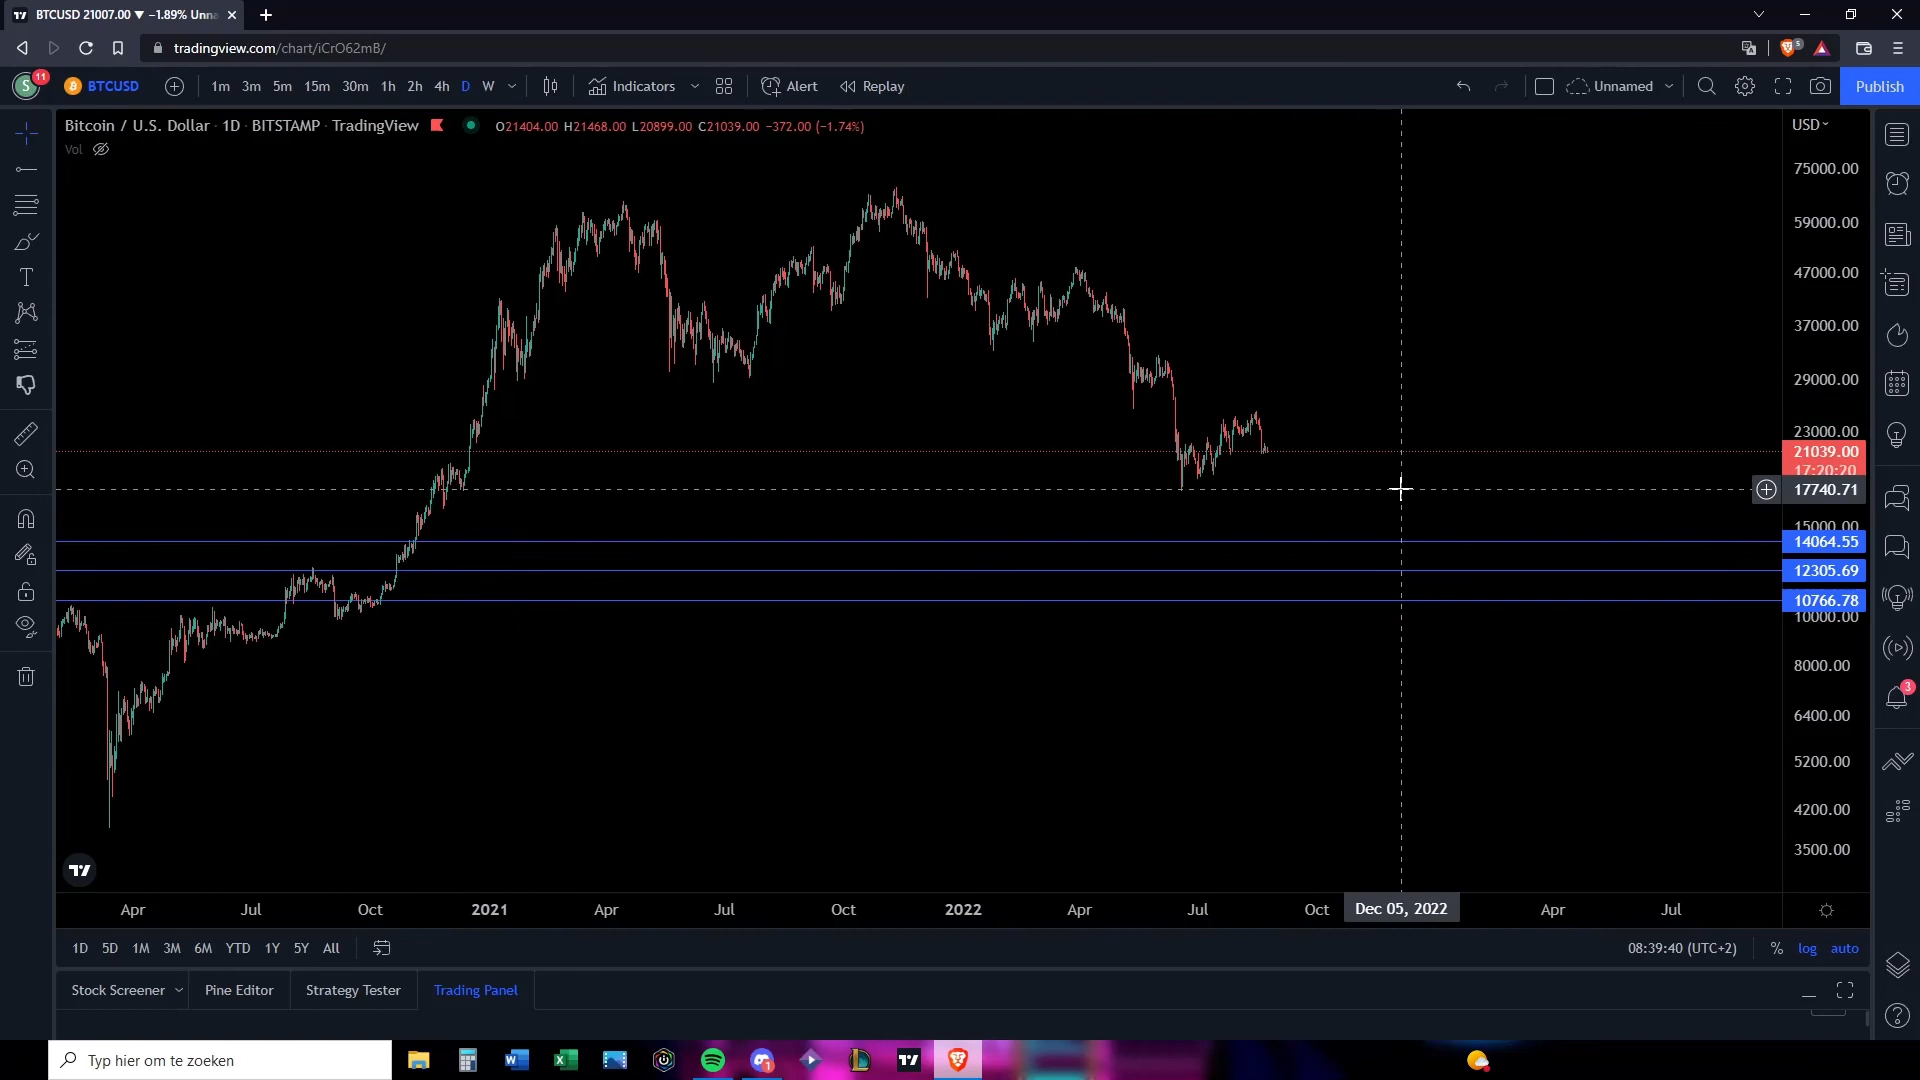 BTCUSD 21007.00 ▼ −1.89% Unna
tradingview.com/chart/iCrO62mB/
5
S 11 BTCUSD 1m 3m 5m 15m 30m 1h 2h 4h D W Indicators Alert Replay Unnamed Publish
Bitcoin / U.S. Dollar · 1D · BITSTAMP · TradingView O21404.00 H21468.00 L20899.00 C21039.00 −372.00 (−1.74%) USD
Vol
75000.00
59000.00
47000.00
37000.00
29000.00
23000.00
21039.00
17:20:20
17740.71
15000.00
14064.55
12305.69
10766.78
10000.00
8000.00
6400.00
3
5200.00
4200.00
3500.00
Apr Jul Oct 2021 Apr Jul Oct 2022 Apr Jul Oct Dec 05, 2022 Apr Jul
1D 5D 1M 3M 6M YTD 1Y 5Y All 08:39:40 (UTC+2) % log auto
Stock Screener Pine Editor Strategy Tester Trading Panel
Typ hier om te zoeken
1